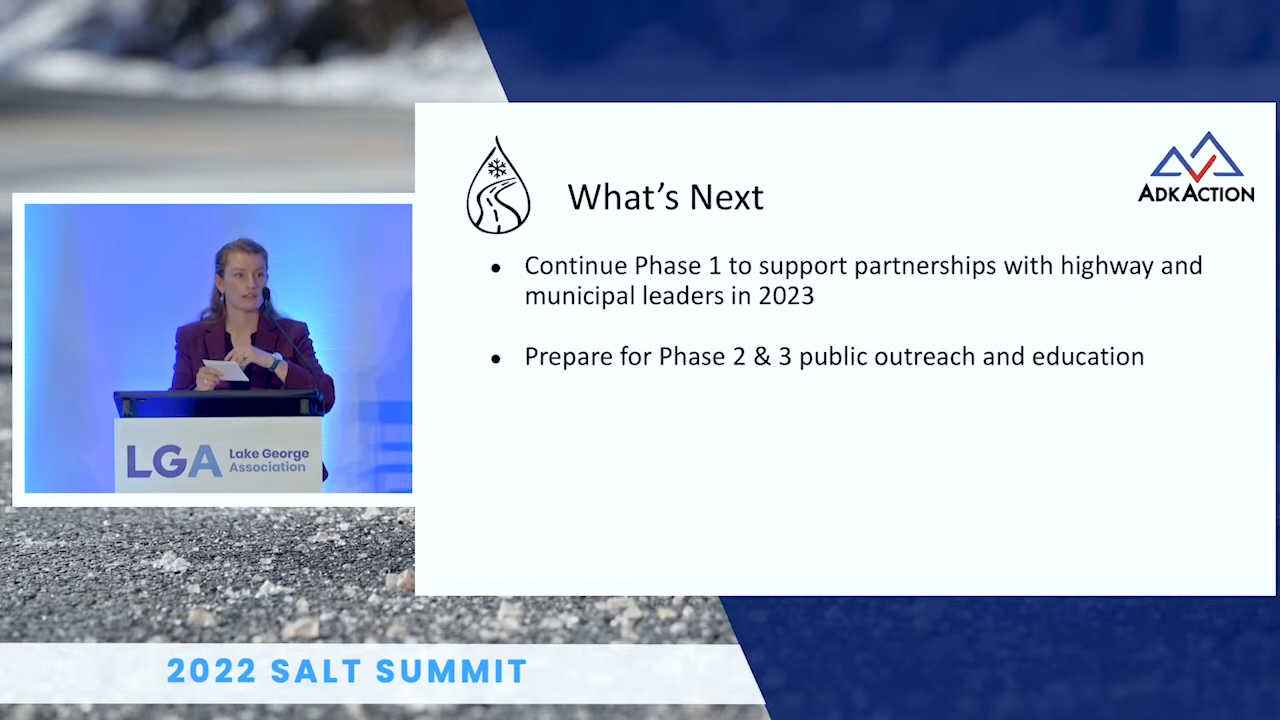 ADKACTION
What's Next
• Continue Phase 1 to support partnerships with highway and
municipal leaders in 2023
• Prepare for Phase 2 & 3 public outreach and education
LGA
Lake George
Association
2022 SALT SUMMIT